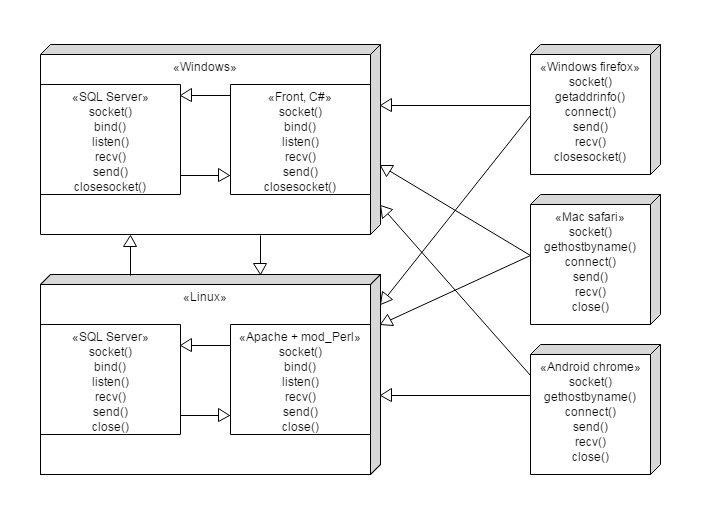 «Windows»
«SQL Server»
socket()
bind()
listen()
recv()
send()
closesocket()
«Front, C#»
socket()
bind()
listen()
recv()
send()
closesocket()
«Linux»
«SQL Server»
socket()
bind()
listen()
recv()
send()
close()
«Apache + mod_Perl»
socket()
bind()
listen()
recv()
send()
close()
«Windows firefox»
socket()
getaddrinfo()
connect()
send()
recv()
closesocket()
«Mac safari»
socket()
gethostbyname()
connect()
send()
recv()
close()
«Android chrome»
socket()
gethostbyname()
connect()
send()
recv()
close()